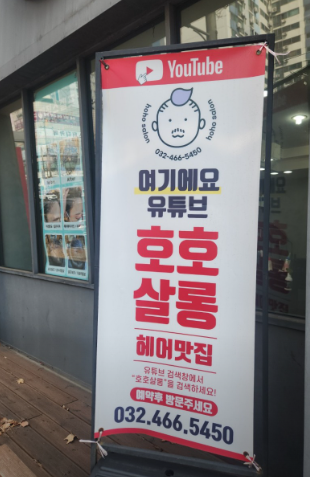 YouTube
hoho salon
hoho salon
032-466-5450
여기에요
유튜브
호호
살롱
헤어맛집
유튜브 검색창에서
"호호살롱"을 검색하세요!
예약후 방문주세요
032.466.5450